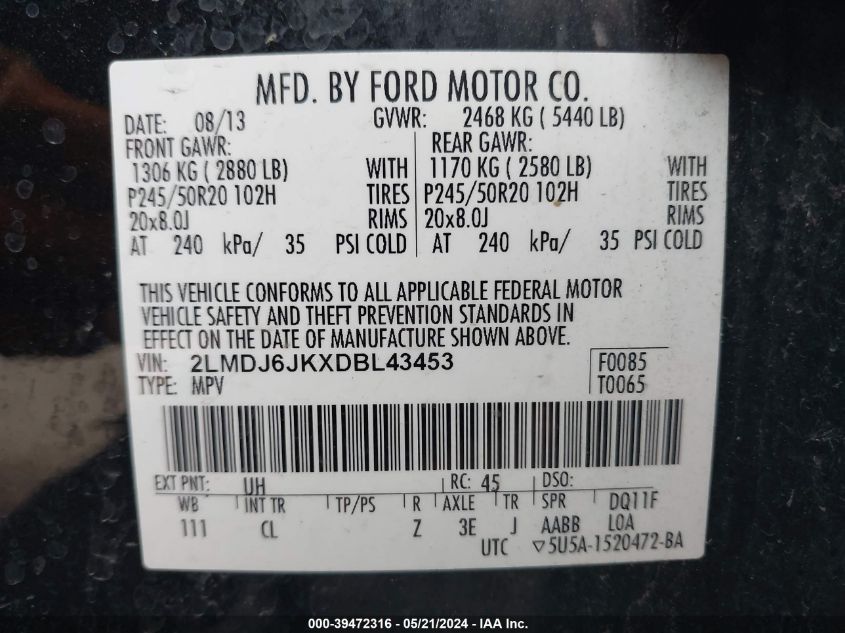 MFD. BY FORD MOTOR CO.
DATE: 08/13 GVWR: 2468 KG ( 5440 LB)
FRONT GAWR: REAR GAWR:
1306 KG ( 2880 LB) WITH 1170 KG ( 2580 LB) WITH
P245/50R20 102H TIRES P245/50R20 102H TIRES
20x8.0J RIMS 20x8.0J RIMS
AT 240 kPa/ 35 PSI COLD AT 240 kPa/ 35 PSI COLD
THIS VEHICLE CONFORMS TO ALL APPLICABLE FEDERAL MOTOR
VEHICLE SAFETY AND THEFT PREVENTION STANDARDS IN
EFFECT ON THE DATE OF MANUFACTURE SHOWN ABOVE.
VIN: 2LMDJ6JKXDBL43453 F0085
TYPE: MPV T0065
EXT PNT: UH RC: 45 DSO:
WB INT TR TP/PS R AXLE TR SPR DQ11F
111 CL Z 3E J AABB LOA
UTC ▽5U5A-1520472-BA
000-39472316 - 05/21/2024 - IAA Inc.